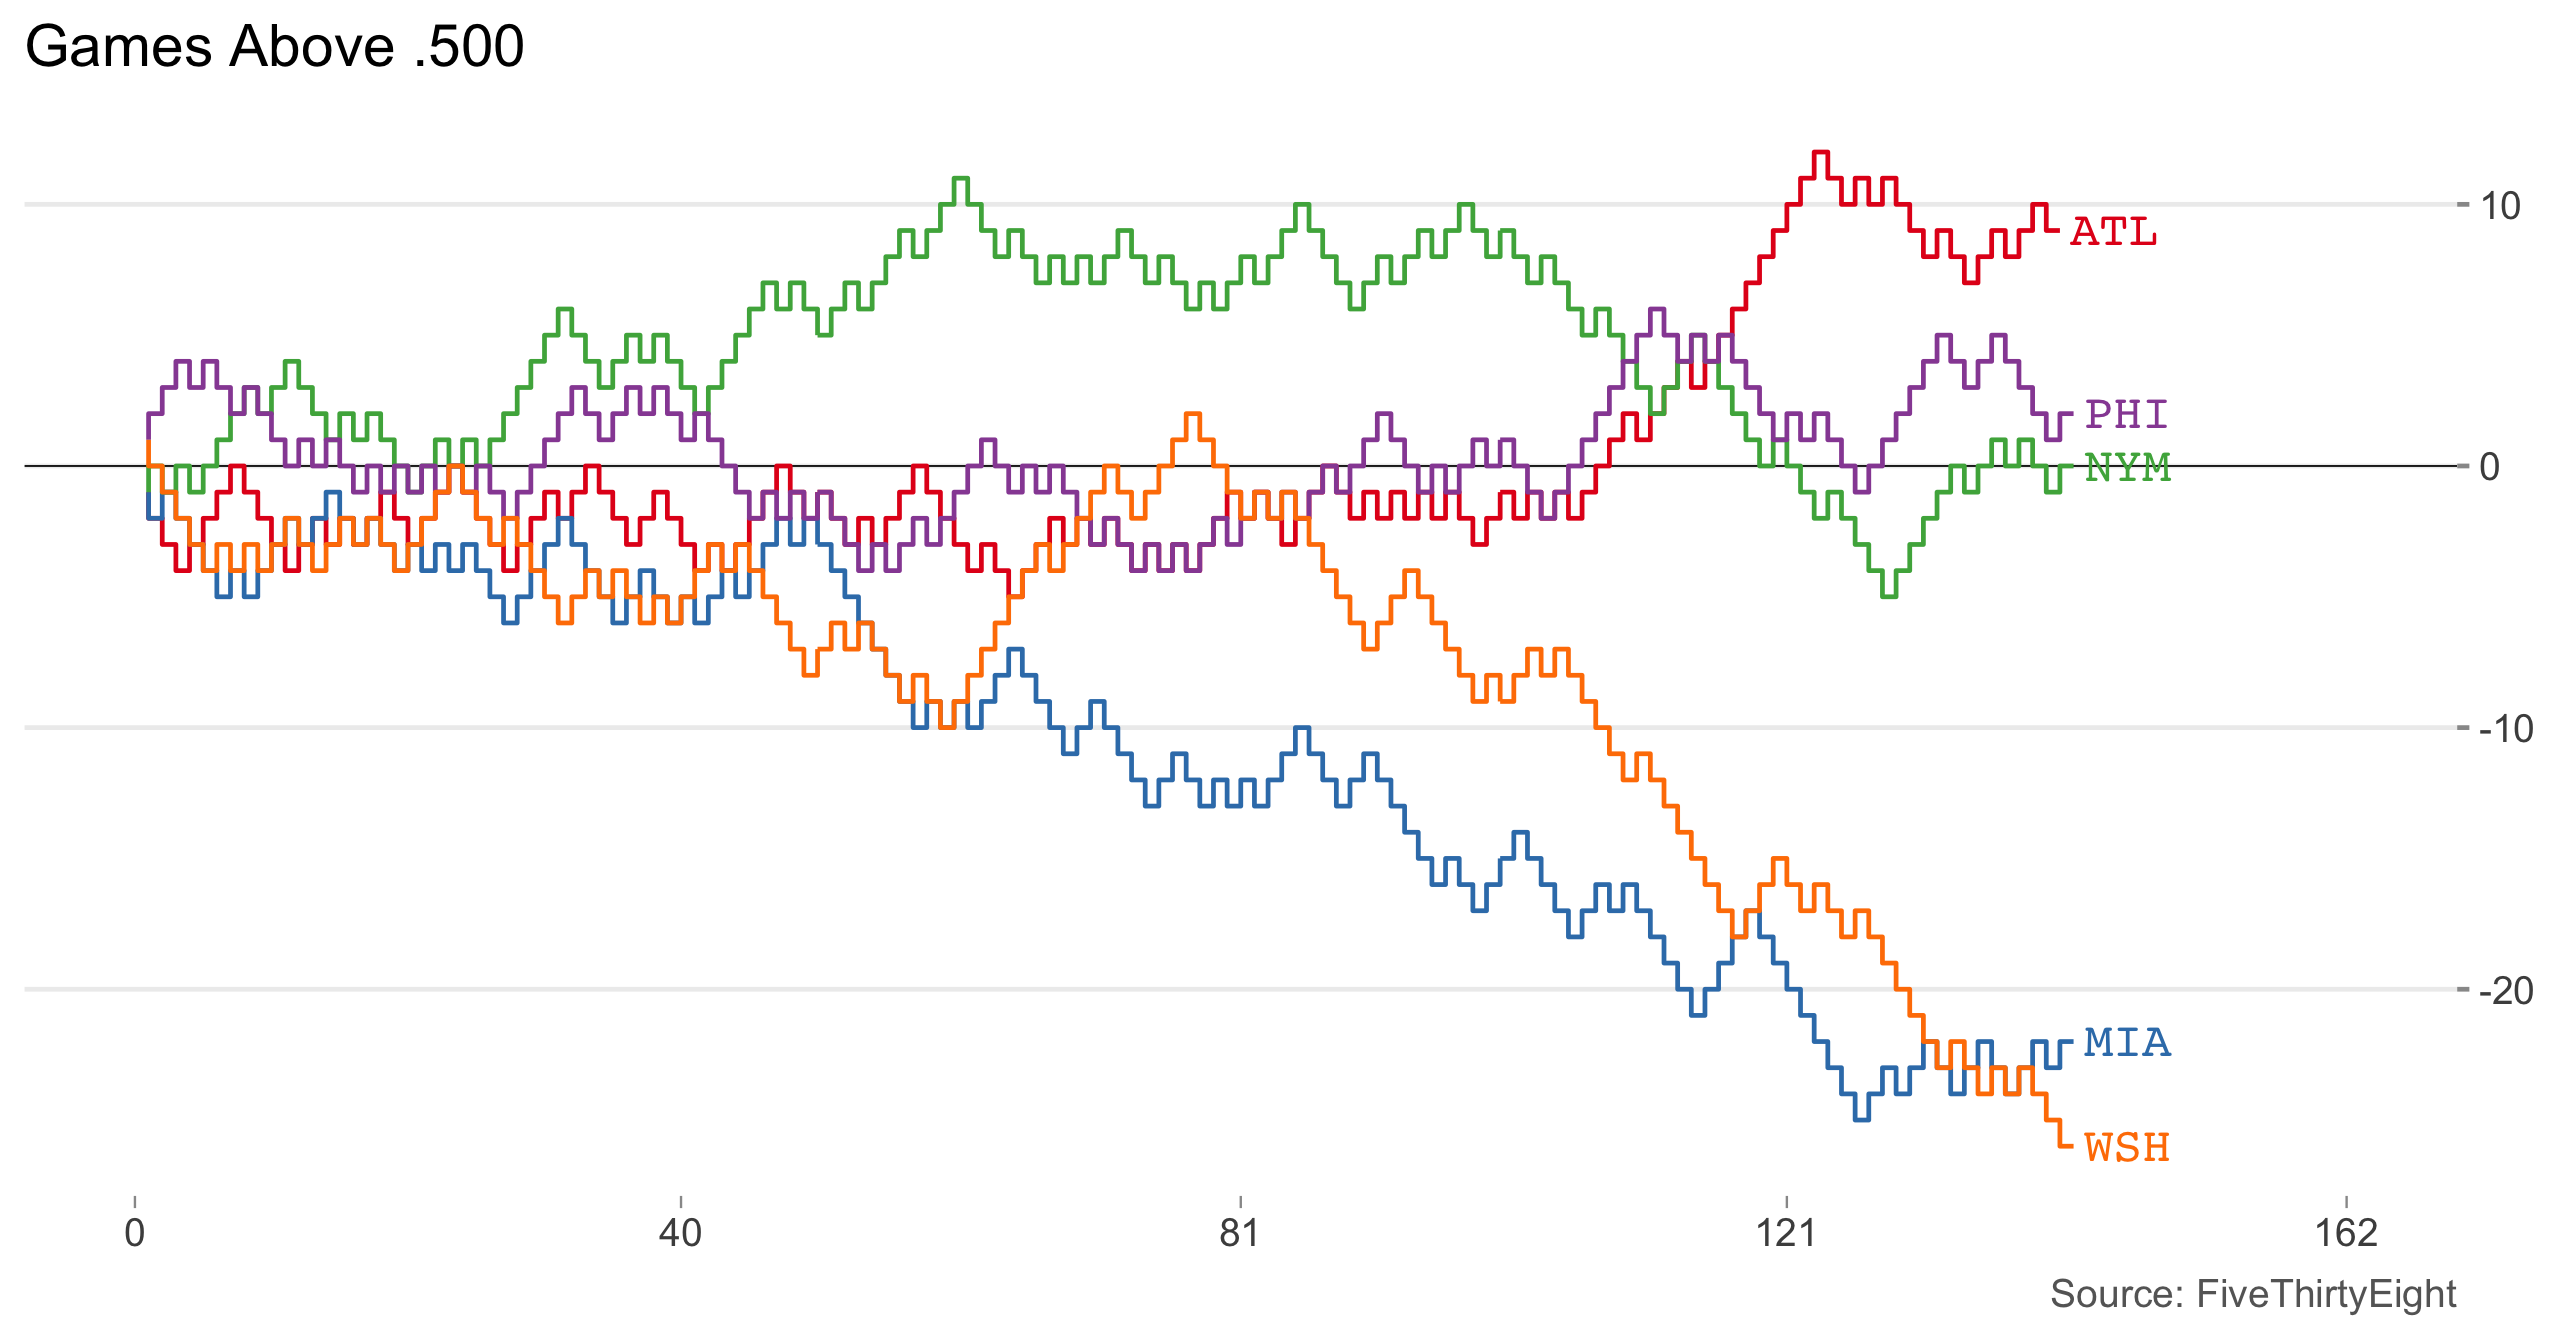 Games Above .500
10
ATL
PHI
NYM
0
-10
-20
MIA
WSH
0 40 81 121 162
Source: FiveThirtyEight